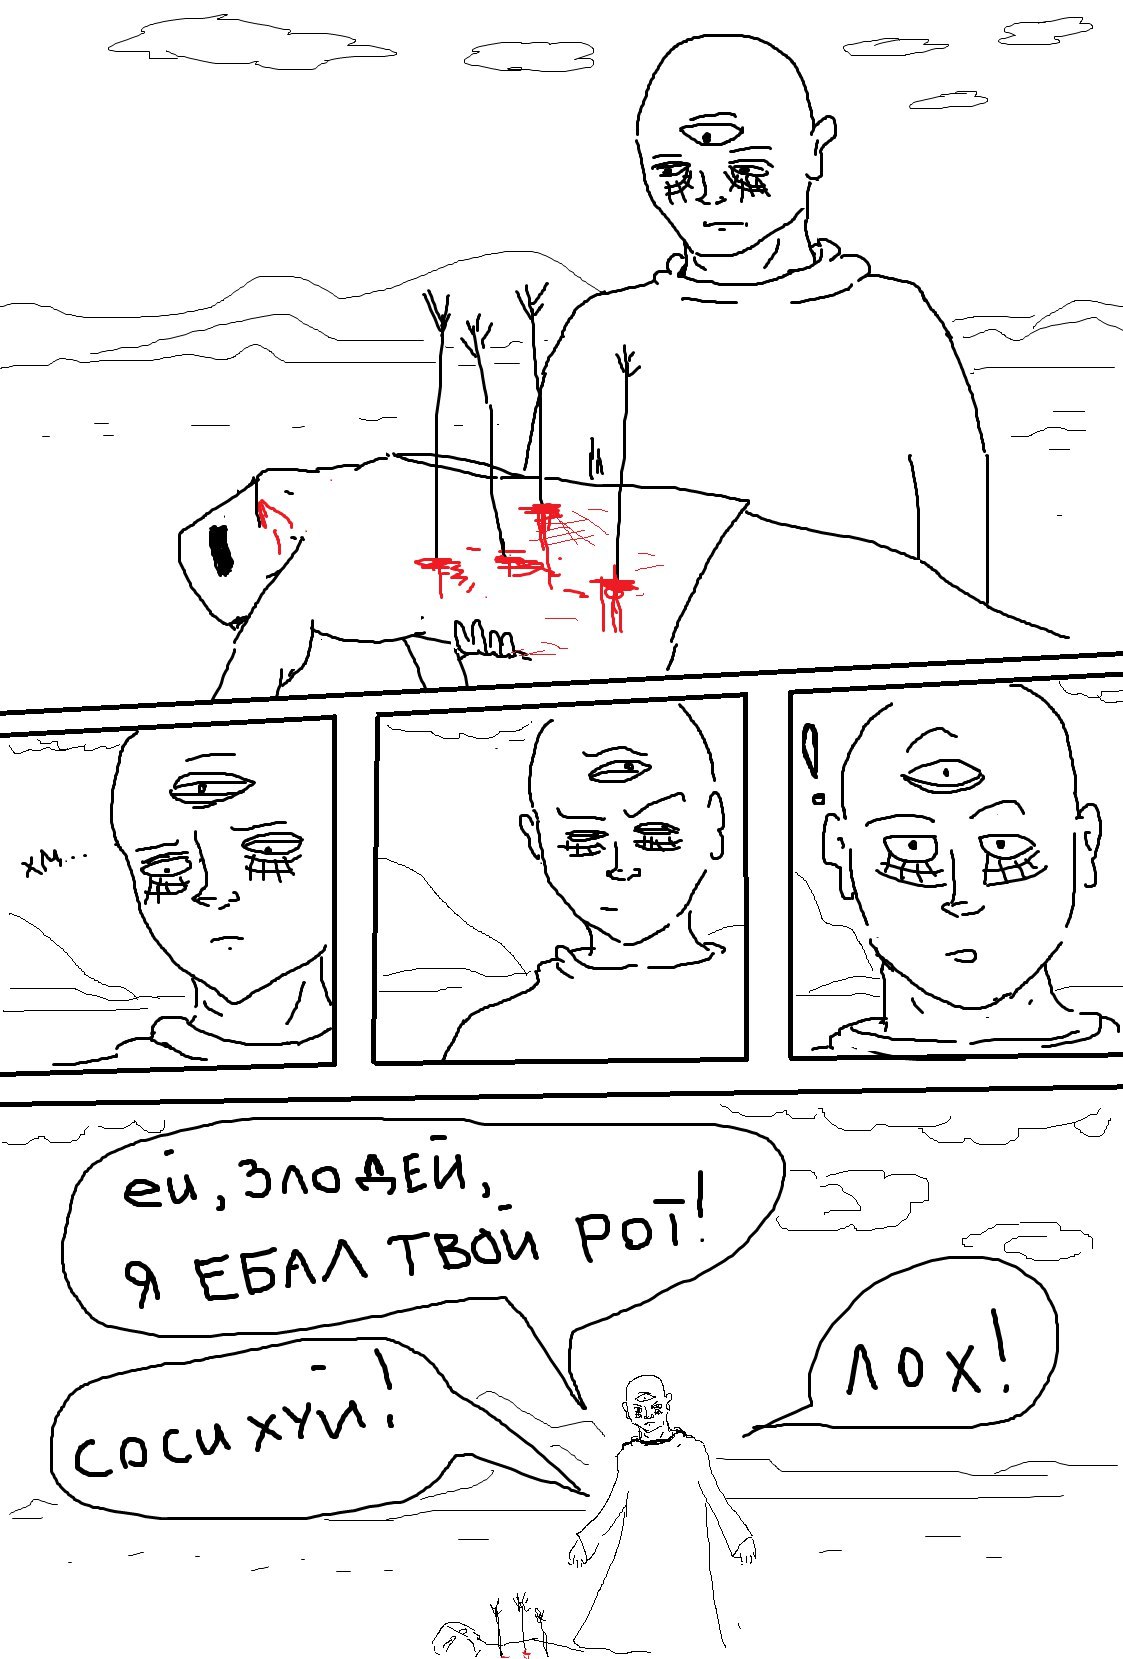 хм...
!
ей, ЗлОДЕЙ,
Я ЕБАЛ ТВОЙ РОТ!
СОСИ ХУЙ!
ЛОХ!